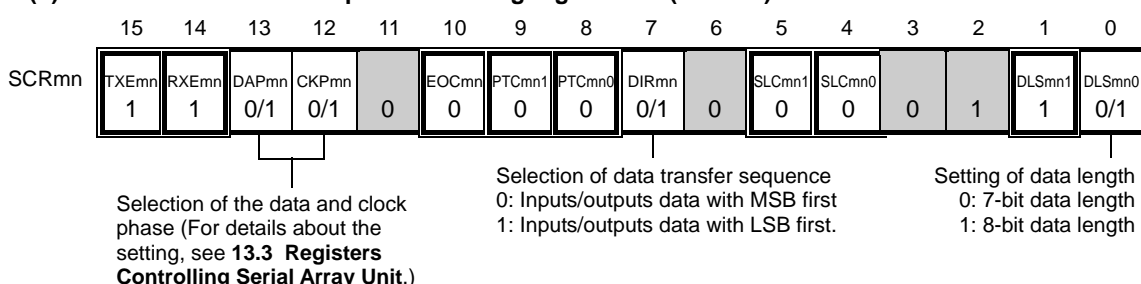 15 14 13 12 11 10 9 8 7 6 5 4 3 2 1 0
SCRmn
TXEmn RXEmn DAPmn CKPmn EOCmn PTCmn1 PTCmn0 DIRmn SLCmn1 SLCmn0 DLSmn1 DLSmn0
1 1 0/1 0/1 0 0 0 0 0/1 0 0 0 0 1 1 0/1
Selection of the data and clock
phase (For details about the
setting, see 13.3 Registers
Controlling Serial Array Unit.)
Selection of data transfer sequence
0: Inputs/outputs data with MSB first
1: Inputs/outputs data with LSB first.
Setting of data length
0: 7-bit data length
1: 8-bit data length